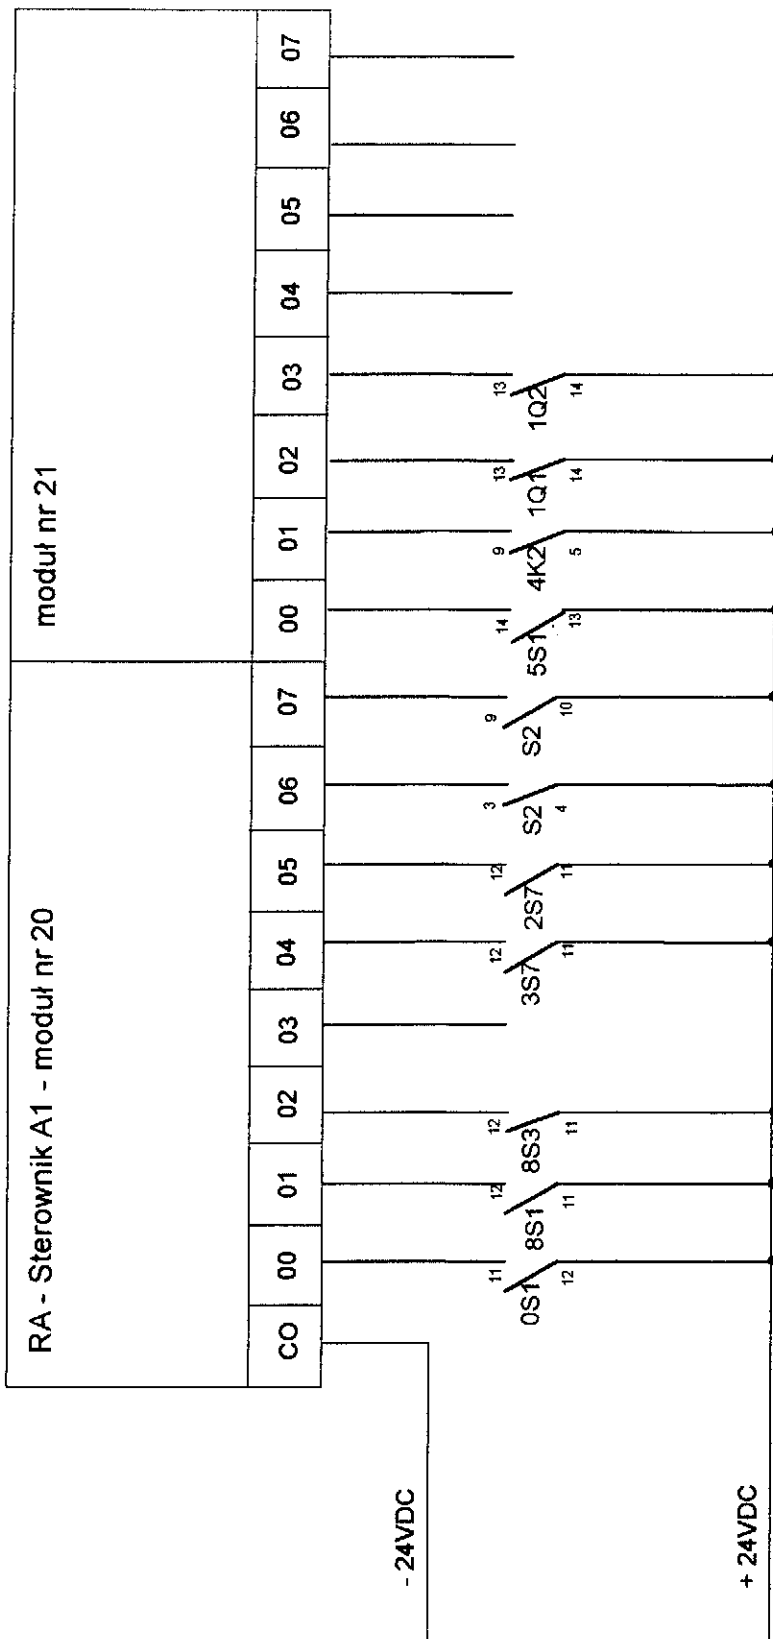 RA - Sterownik A1 - moduł nr 20
moduł nr 21
CO 00 01 02 03 04 05 06 07 00 01 02 03 04 05 06 07
11 12 12 12 12 3 9 14 9 13 13
0S1 8S1 8S3 3S7 2S7 S2 S2 5S1 4K2 1Q1 1Q2
12 11 11 11 11 4 10 13 5 14 14
- 24VDC
+ 24VDC